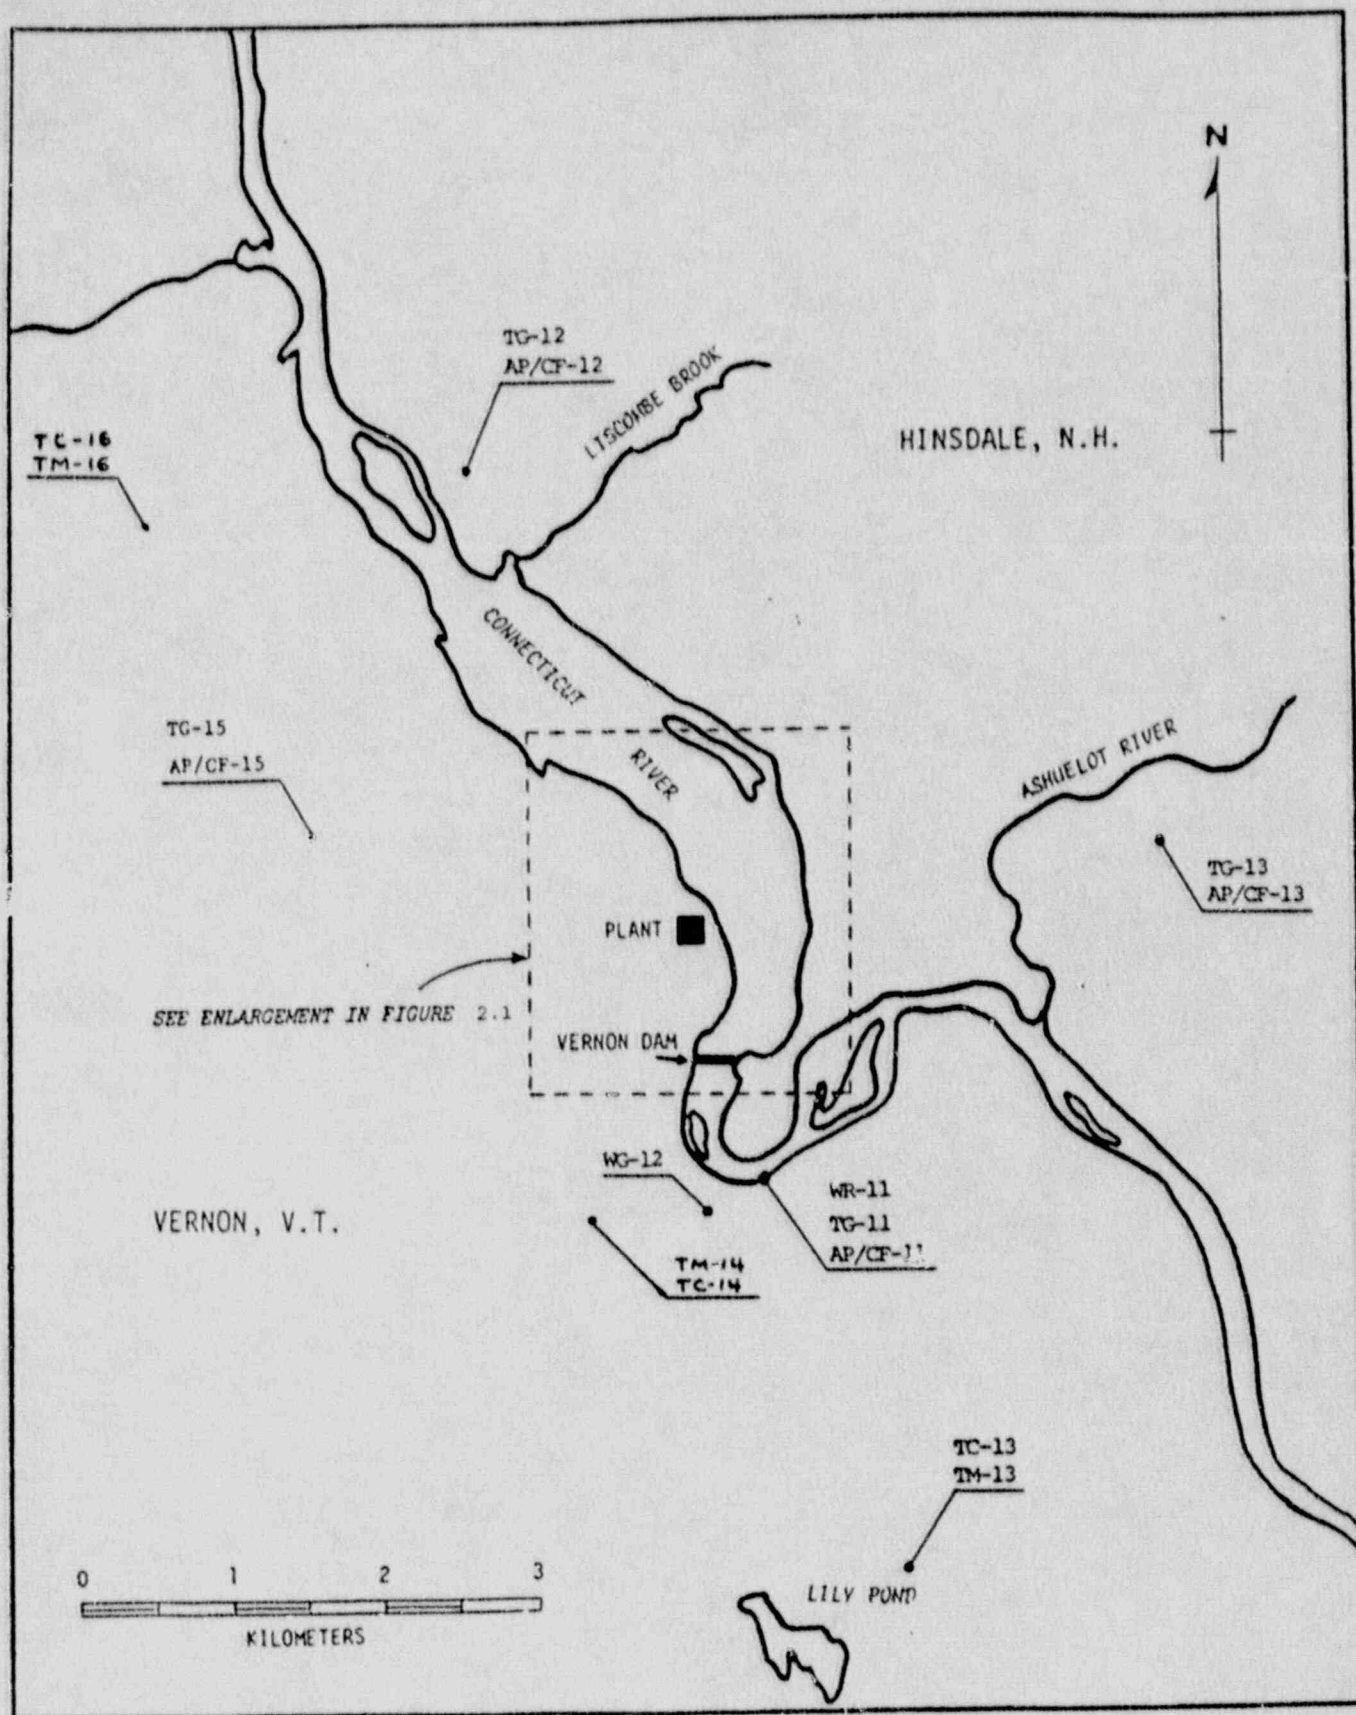 N
TG-12
AP/CF-12
LISCOMBE BROOK
HINSDALE, N.H.
TC-16
TM-16
CONNECTICUT
RIVER
TG-15
AP/CF-15
ASHUELOT RIVER
TG-13
AP/CF-13
PLANT
SEE ENLARGEMENT IN FIGURE 2.1
VERNON DAM
WG-12
WR-11
TG-11
AP/CF-11
VERNON, V.T.
TM-14
TC-14
TC-13
TM-13
LILY POND
0 1 2 3
KILOMETERS